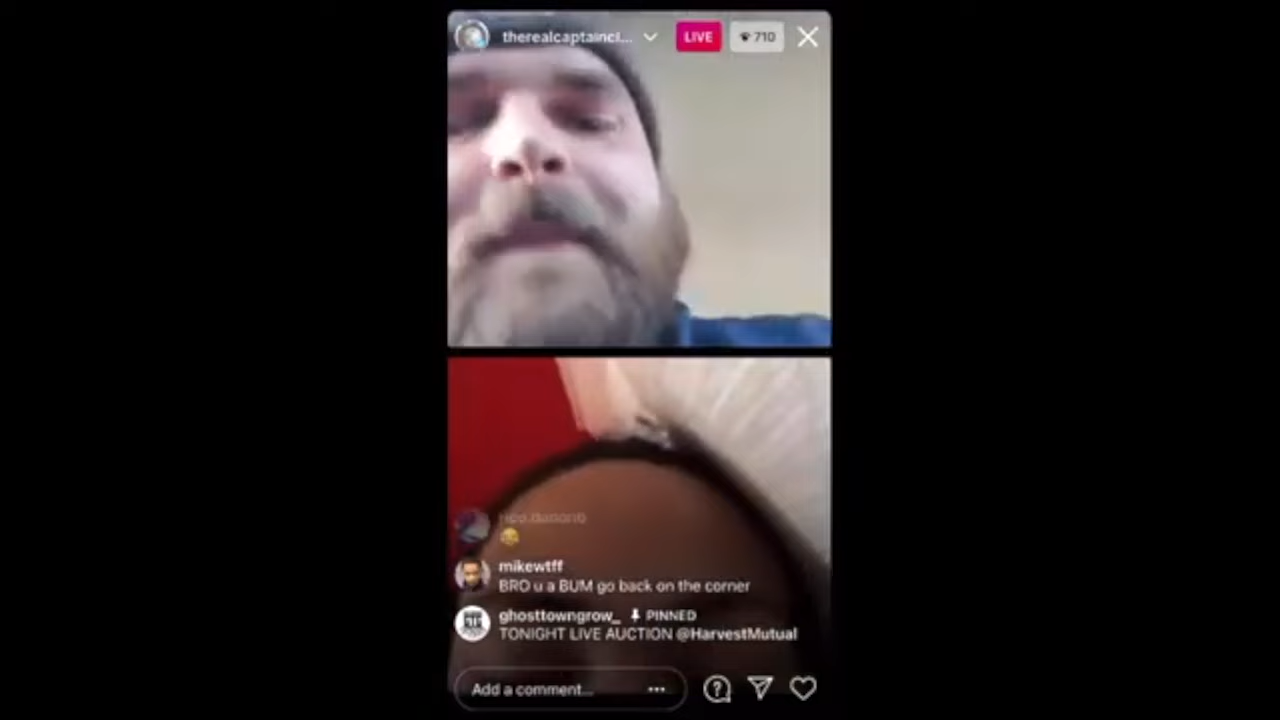 therealcaptaincl...
LIVE
710
mikewtff
BRO u a BUM go back on the corner
ghosttowngrow_ PINNED
TONIGHT LIVE AUCTION @HarvestMutual
Add a comment...